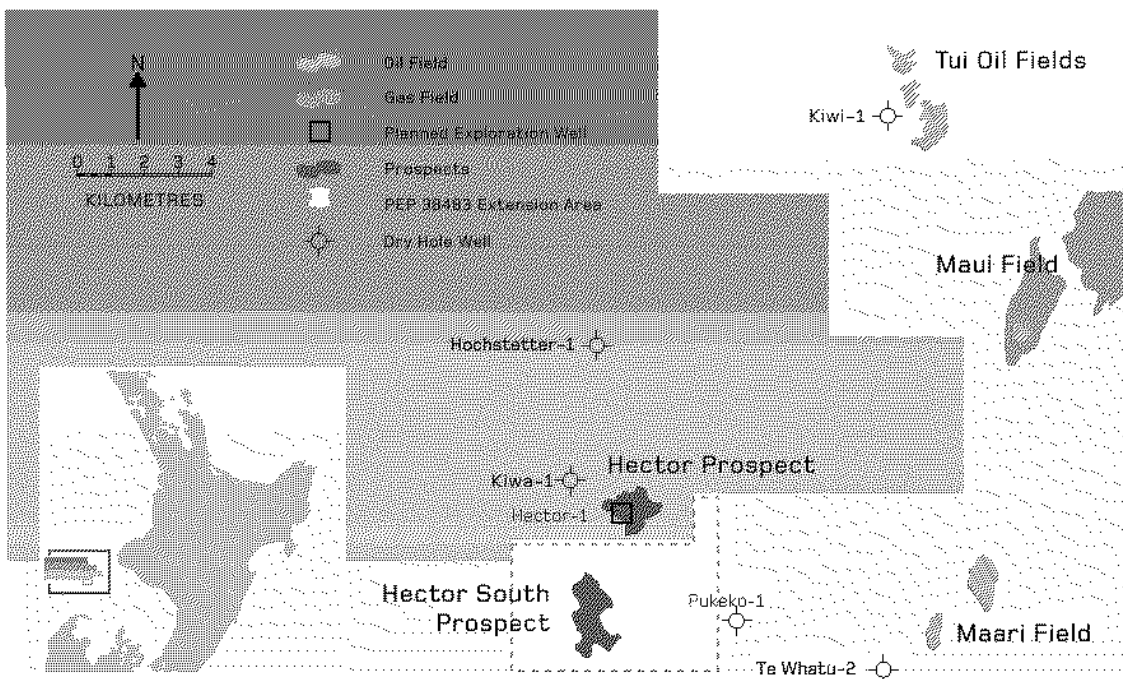 N
0 1 2 3 4
KILOMETRES
Oil Field
Gas Field
Planned Exploration Well
Prospects
PEP 38483 Extension Area
Dry Hole Well
Tui Oil Fields
Kiwi-1
Maui Field
Hochstetter-1
Hector Prospect
Kiwa-1
Hector-1
Hector South
Prospect
Pukeko-1
Maari Field
Te Whatu-2